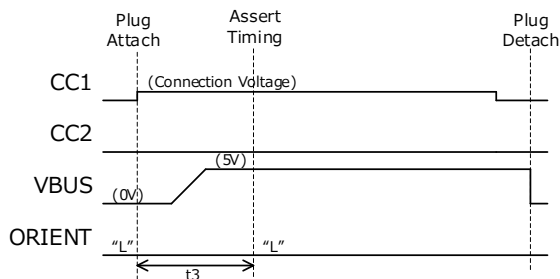 Plug
Attach
Assert
Timing
Plug
Detach
CC1
(Connection Voltage)
CC2
VBUS
(0V)
(5V)
ORIENT
“L”
“L”
t3